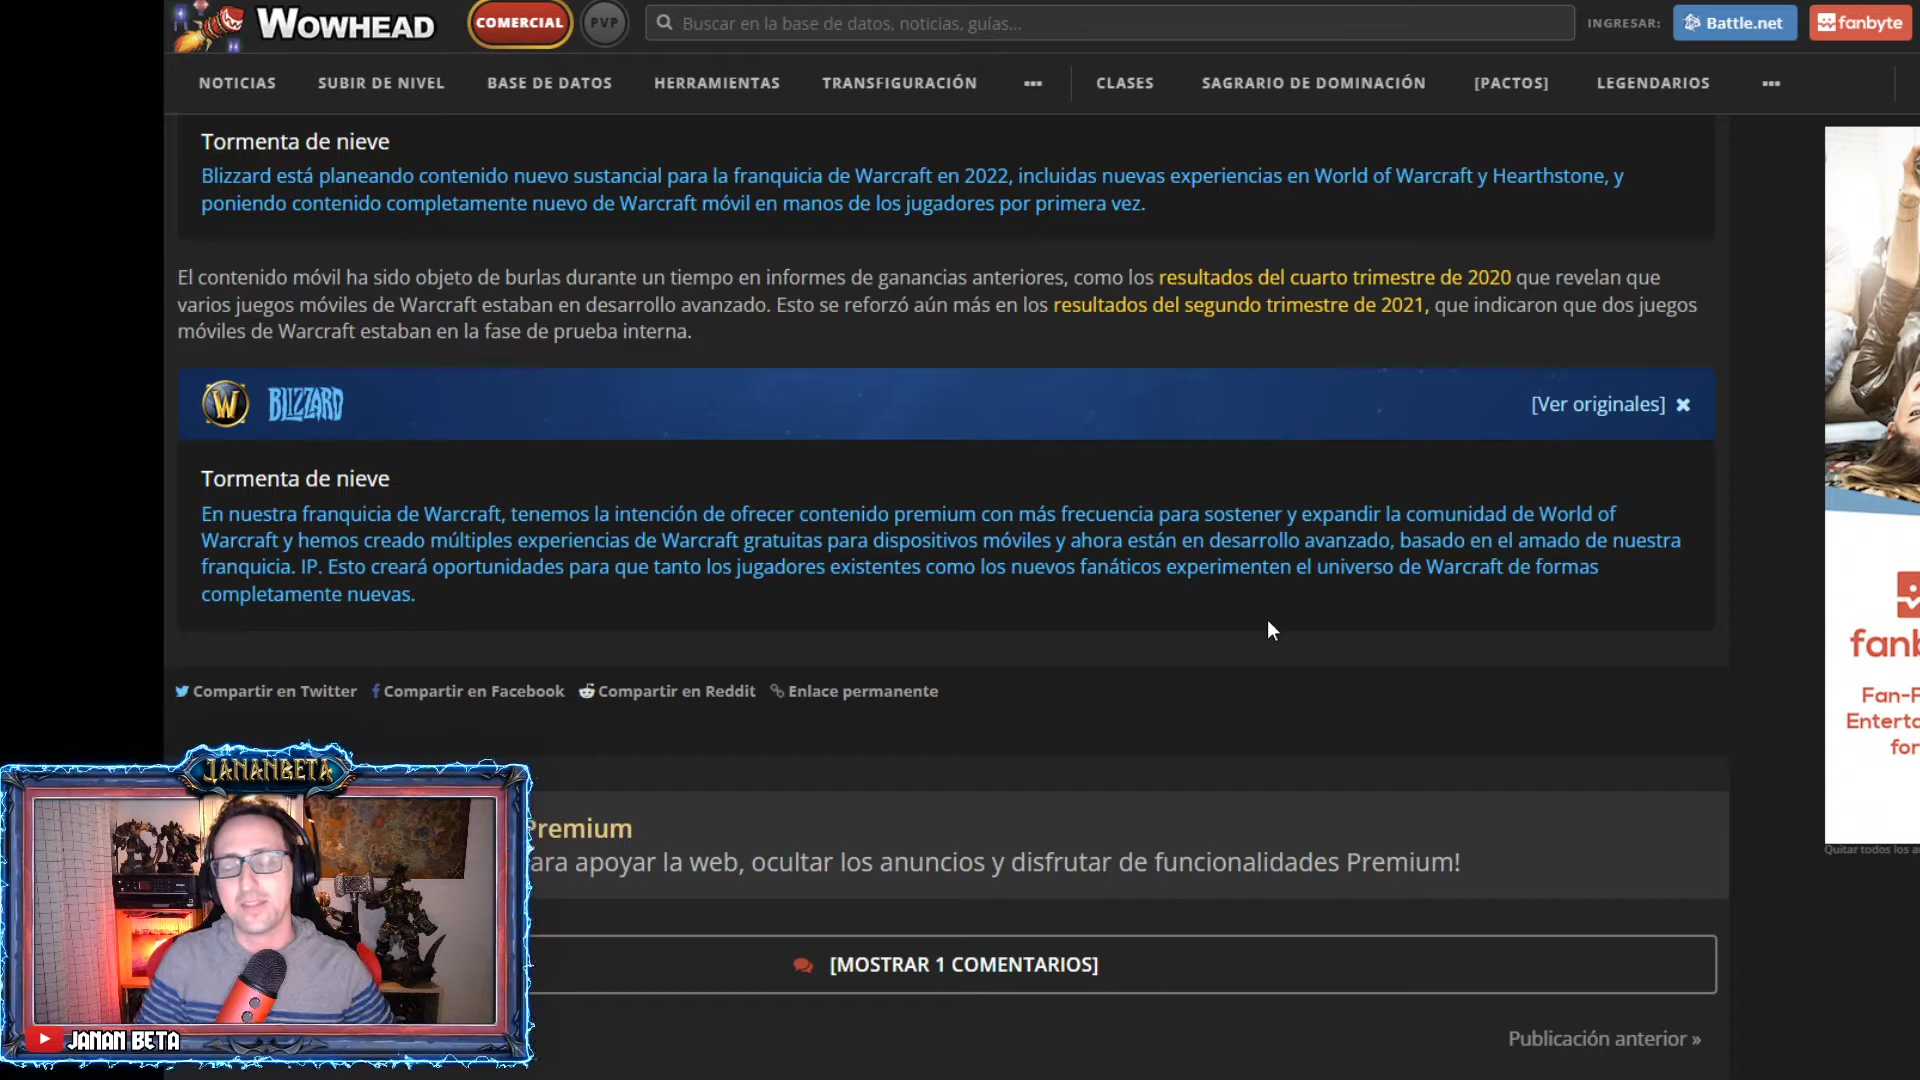 WOWHEAD
COMERCIAL
PVP
Buscar en la base de datos, noticias, guías...
INGRESAR:
Battle.net
fanbyte
NOTICIAS
SUBIR DE NIVEL
BASE DE DATOS
HERRAMIENTAS
TRANSFIGURACIÓN
CLASES
SAGRARIO DE DOMINACIÓN
[PACTOS]
LEGENDARIOS
Tormenta de nieve
Blizzard está planeando contenido nuevo sustancial para la franquicia de Warcraft en 2022, incluidas nuevas experiencias en World of Warcraft y Hearthstone, y
poniendo contenido completamente nuevo de Warcraft móvil en manos de los jugadores por primera vez.
El contenido móvil ha sido objeto de burlas durante un tiempo en informes de ganancias anteriores, como los resultados del cuarto trimestre de 2020 que revelan que
varios juegos móviles de Warcraft estaban en desarrollo avanzado. Esto se reforzó aún más en los resultados del segundo trimestre de 2021, que indicaron que dos juegos
móviles de Warcraft estaban en la fase de prueba interna.
W
BLIZZARD
[Ver originales]
Tormenta de nieve
En nuestra franquicia de Warcraft, tenemos la intención de ofrecer contenido premium con más frecuencia para sostener y expandir la comunidad de World of
Warcraft y hemos creado múltiples experiencias de Warcraft gratuitas para dispositivos móviles y ahora están en desarrollo avanzado, basado en el amado de nuestra
franquicia. IP. Esto creará oportunidades para que tanto los jugadores existentes como los nuevos fanáticos experimenten el universo de Warcraft de formas
completamente nuevas.
Compartir en Twitter
Compartir en Facebook
Compartir en Reddit
Enlace permanente
fanb
Fan-F
Enterta
for
Quitar todos los a
JANANBETA
Premium
ara apoyar la web, ocultar los anuncios y disfrutar de funcionalidades Premium!
[MOSTRAR 1 COMENTARIOS]
JANAN BETA
Publicación anterior »